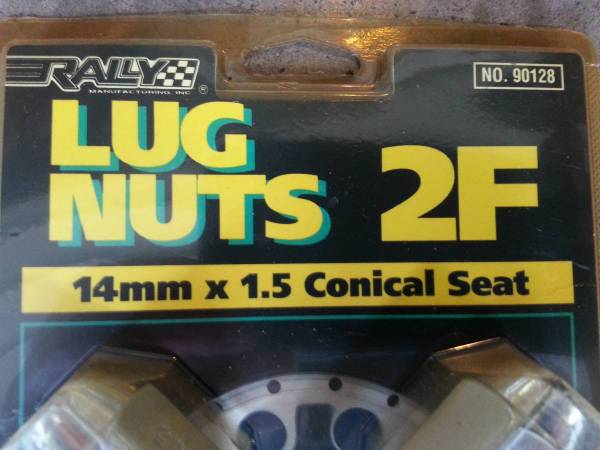 RALLY
MANUFACTURING, INC ©
NO. 90128
LUG
NUTS 2F
14mm x 1.5 Conical Seat